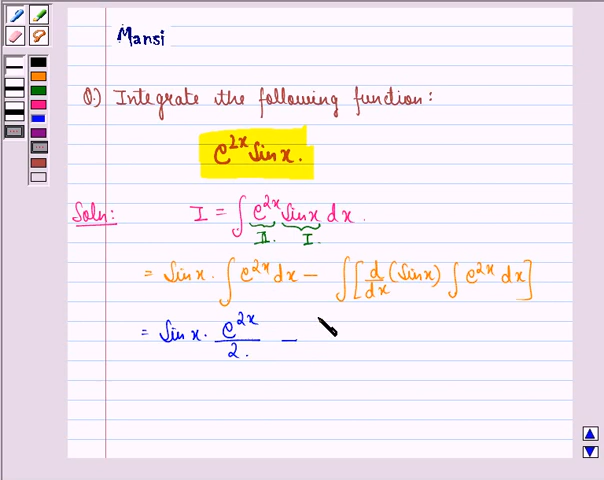 Mansi
Q.) Integrate the following function:
e^{2x} Sin x.
Soln: I = ∫ e^{2x} Sin x dx.
II. I.
= Sin x · ∫ e^{2x} dx − ∫ [ d/dx (Sin x) ∫ e^{2x} dx ]
= Sin x · e^{2x}/2. −